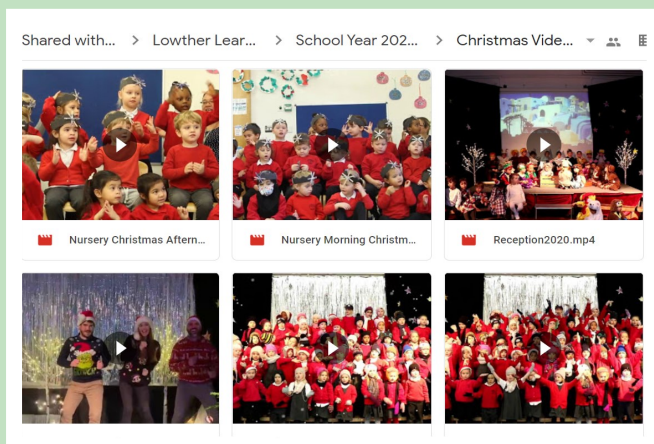 Shared with... > Lowther Lear... > School Year 202... > Christmas Vide...
Nursery Christmas Aftern...
Nursery Morning Christm...
Reception2020.mp4